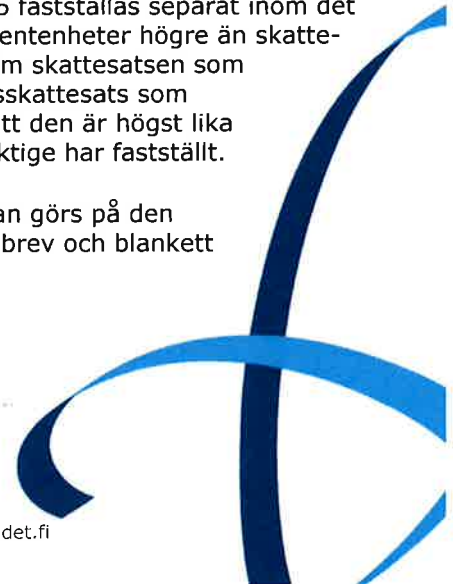 5 fastställas separat inom det
entenheter högre än skatte-
m skattesatsen som
sskattesats som
tt den är högst lika
ktige har fastställt.
an görs på den
brev och blankett
det.fi